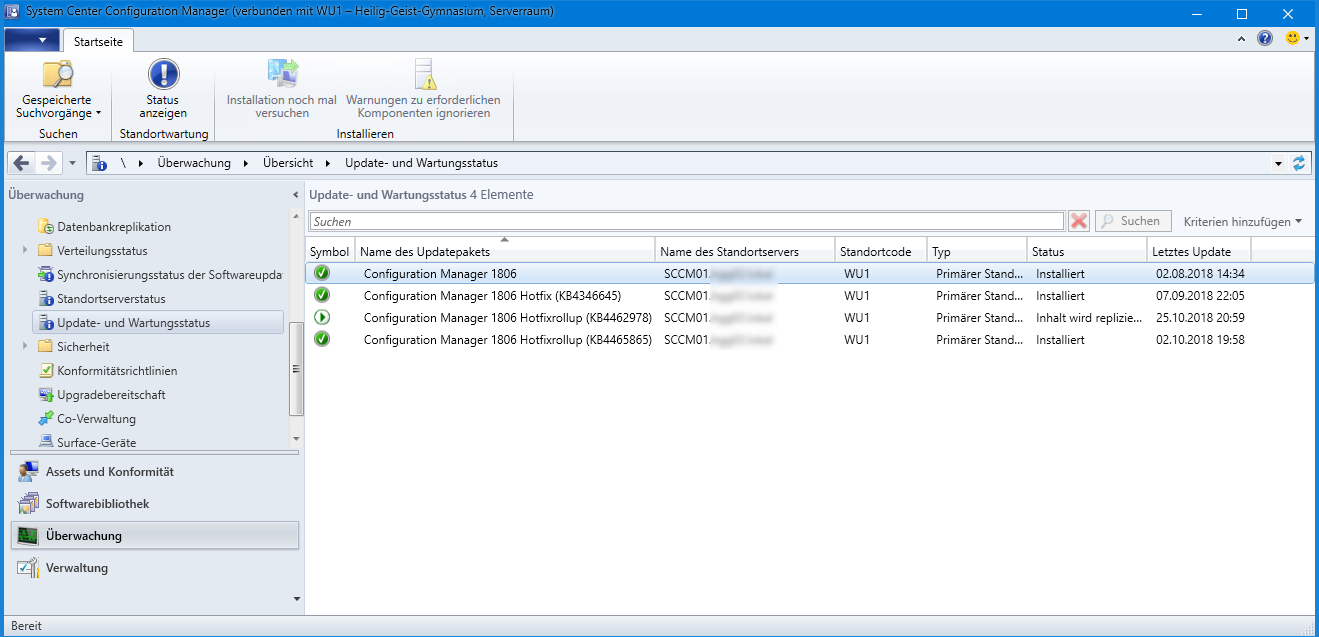 System Center Configuration Manager (verbunden mit WU1 – Heilig-Geist-Gymnasium, Serverraum)
Startseite
Gespeicherte
Suchvorgänge
Suchen
Status
anzeigen
Standortwartung
Installation noch mal
versuchen
Warnungen zu erforderlichen
Komponenten ignorieren
Installieren
\ Überwachung Übersicht Update- und Wartungsstatus
Überwachung
Datenbankreplikation
Verteilungsstatus
Synchronisierungsstatus der Softwareupda
Standortserverstatus
Update- und Wartungsstatus
Sicherheit
Konformitätsrichtlinien
Upgradebereitschaft
Co-Verwaltung
Surface-Geräte
Assets und Konformität
Softwarebibliothek
Überwachung
Verwaltung
Update- und Wartungsstatus 4 Elemente
Suchen Suchen Kriterien hinzufügen
Symbol Name des Updatepakets Name des Standortservers Standortcode Typ Status Letztes Update
Configuration Manager 1806 SCCM01. WU1 Primärer Stand... Installiert 02.08.2018 14:34
Configuration Manager 1806 Hotfix (KB4346645) SCCM01. WU1 Primärer Stand... Installiert 07.09.2018 22:05
Configuration Manager 1806 Hotfixrollup (KB4462978) SCCM01. WU1 Primärer Stand... Inhalt wird replizie... 25.10.2018 20:59
Configuration Manager 1806 Hotfixrollup (KB4465865) SCCM01. WU1 Primärer Stand... Installiert 02.10.2018 19:58
Bereit